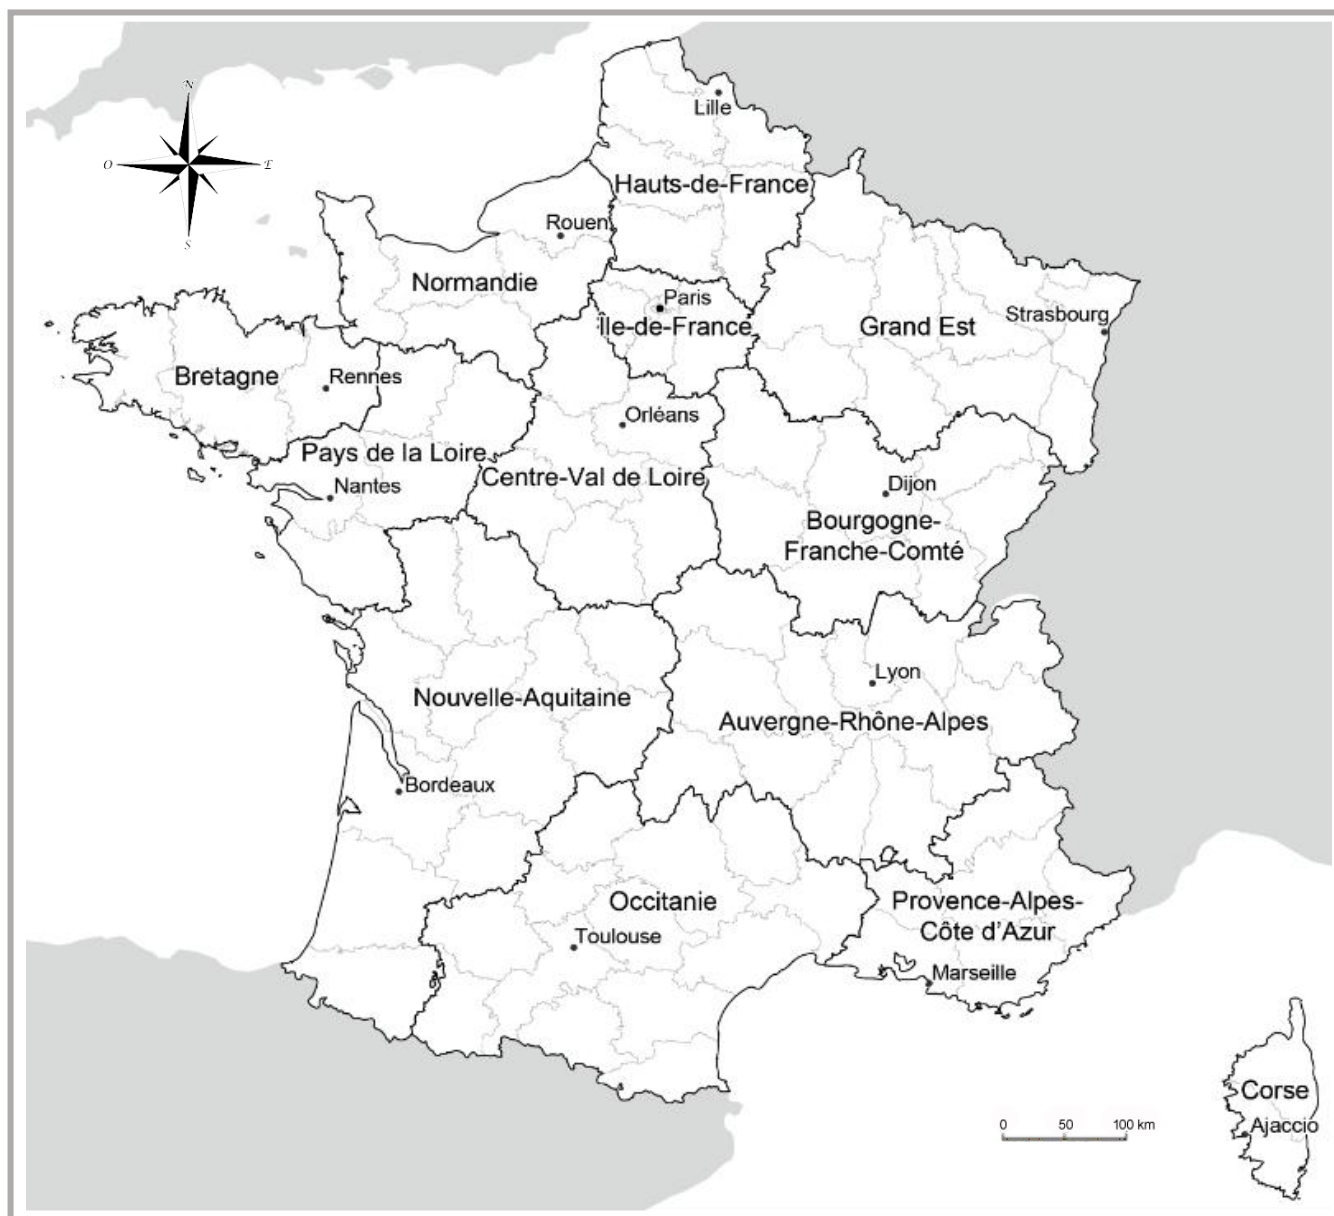 N
O
E
S
Lille
Hauts-de-France
Rouen
Normandie
Paris
Île-de-France
Grand Est
Strasbourg
Bretagne
Rennes
Orléans
Pays de la Loire
Nantes
Centre-Val de Loire
Dijon
Bourgogne-
Franche-Comté
Lyon
Nouvelle-Aquitaine
Auvergne-Rhône-Alpes
Bordeaux
Occitanie
Toulouse
Provence-Alpes-
Côte d'Azur
Marseille
Corse
Ajaccio
0 50 100 km